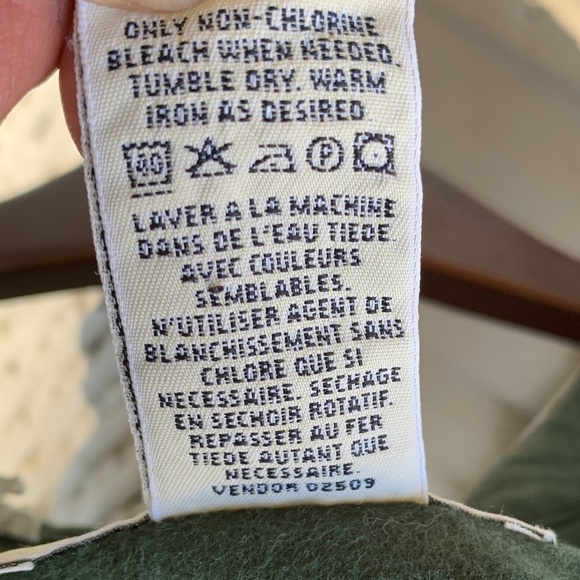 ONLY NON-CHLORINE
BLEACH WHEN NEEDED.
TUMBLE DRY. WARM
IRON AS DESIRED.
40 P
LAVER A LA MACHINE
DANS DE L'EAU TIEDE.
AVEC COULEURS
SEMBLABLES.
N'UTILISER AGENT DE
BLANCHISSEMENT SANS
CHLORE QUE SI
NECESSAIRE. SECHAGE
EN SECHOIR ROTATIF.
REPASSER AU FER
TIEDE AUTANT QUE
NECESSAIRE.
VENDOR 02509